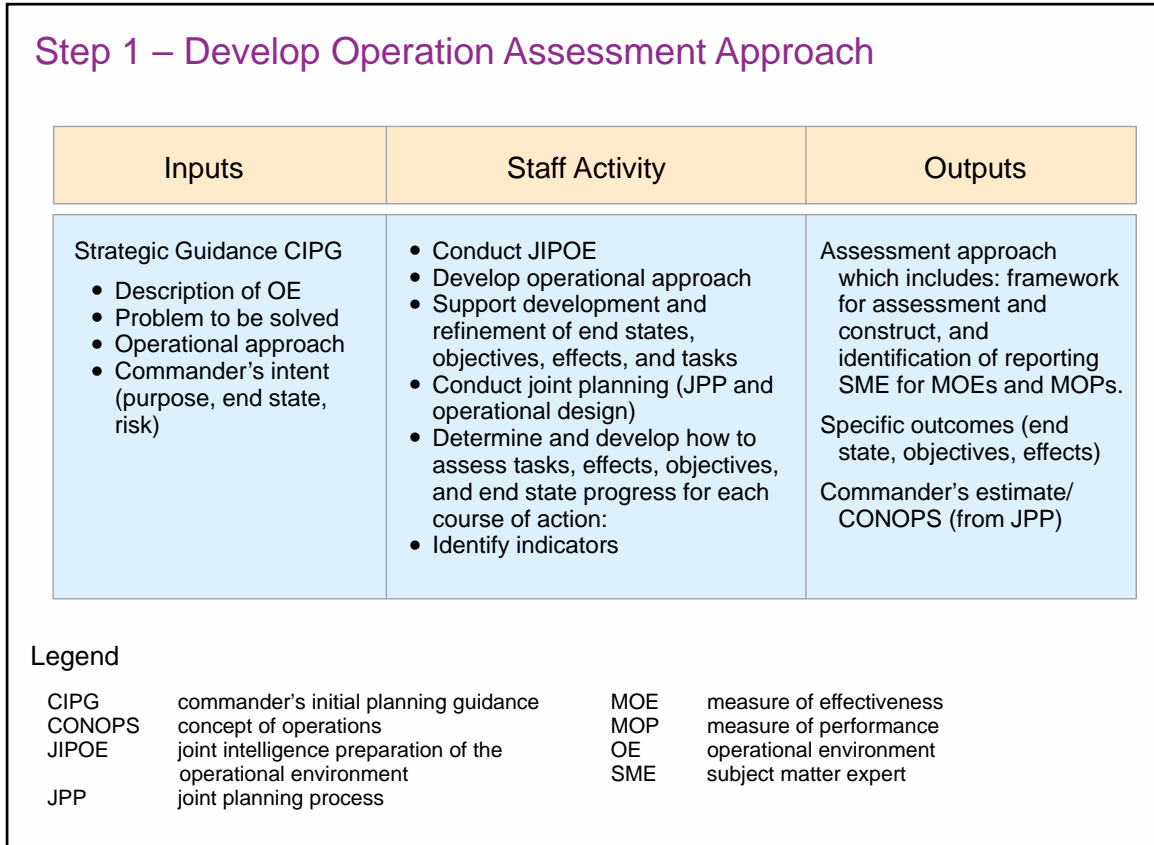 Step 1 – Develop Operation Assessment Approach
Inputs
Staff Activity
Outputs
Strategic Guidance CIPG
• Description of OE
• Problem to be solved
• Operational approach
• Commander’s intent
(purpose, end state,
risk)
• Conduct JIPOE
• Develop operational approach
• Support development and
refinement of end states,
objectives, effects, and tasks
• Conduct joint planning (JPP and
operational design)
• Determine and develop how to
assess tasks, effects, objectives,
and end state progress for each
course of action:
• Identify indicators
Assessment approach
which includes: framework
for assessment and
construct, and
identification of reporting
SME for MOEs and MOPs.
Specific outcomes (end
state, objectives, effects)
Commander’s estimate/
CONOPS (from JPP)
Legend
CIPG commander’s initial planning guidance
CONOPS concept of operations
JIPOE joint intelligence preparation of the
operational environment
JPP joint planning process
MOE measure of effectiveness
MOP measure of performance
OE operational environment
SME subject matter expert